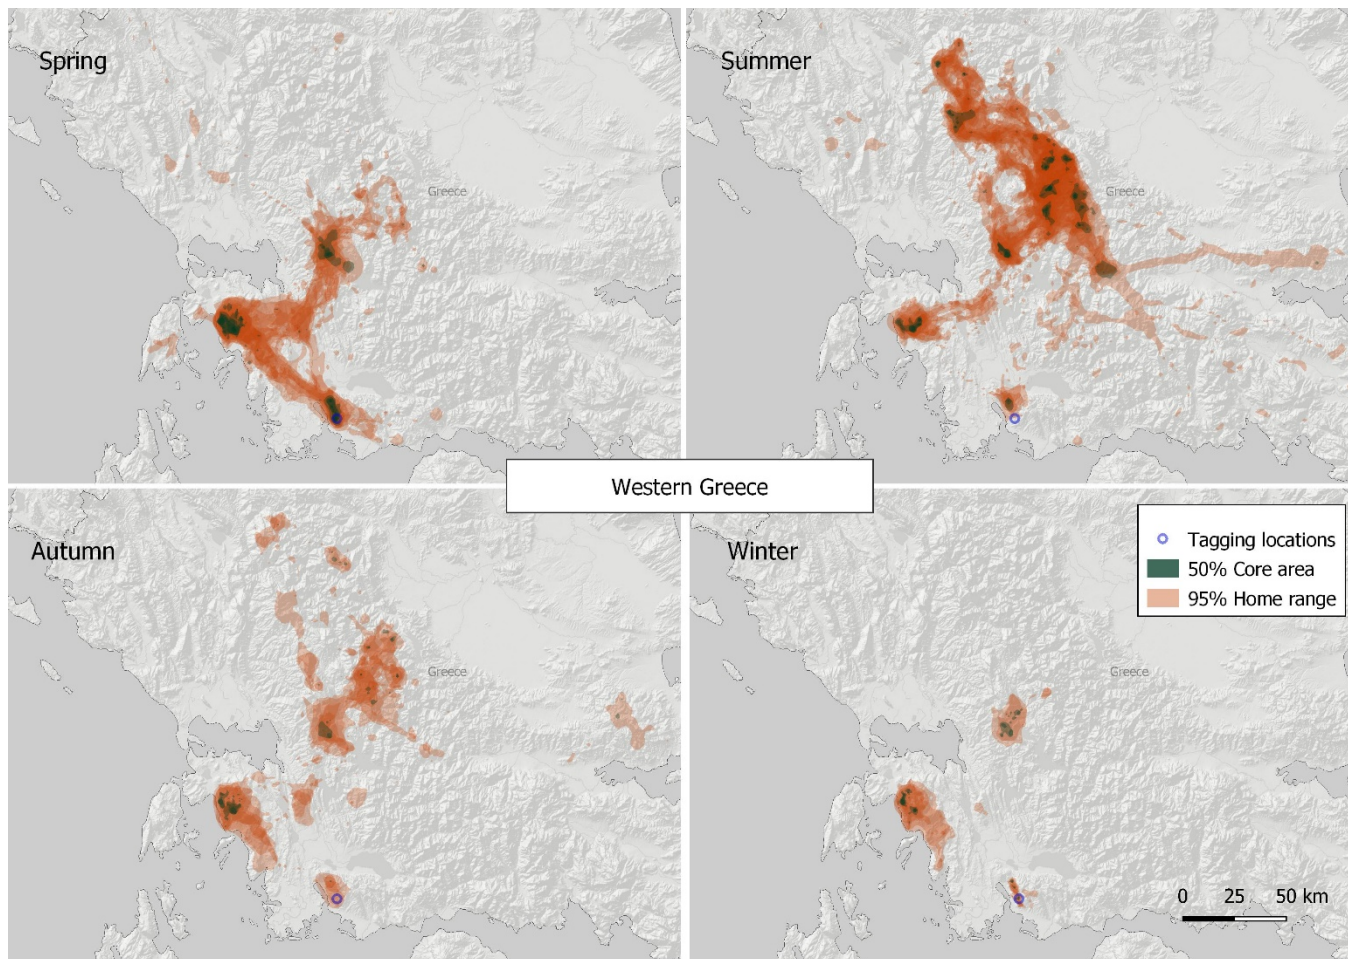 Spring
Summer
Greece
Greece
Western Greece
Autumn
Winter
Tagging locations
50% Core area
95% Home range
Greece
Greece
0 25 50 km